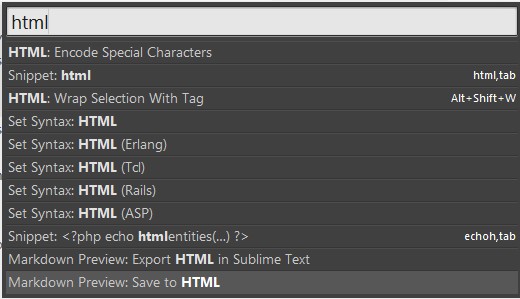 html
HTML: Encode Special Characters
Snippet: html html,tab
HTML: Wrap Selection With Tag Alt+Shift+W
Set Syntax: HTML
Set Syntax: HTML (Erlang)
Set Syntax: HTML (Tcl)
Set Syntax: HTML (Rails)
Set Syntax: HTML (ASP)
Snippet: <?php echo htmlentities(...) ?> echoh,tab
Markdown Preview: Export HTML in Sublime Text
Markdown Preview: Save to HTML